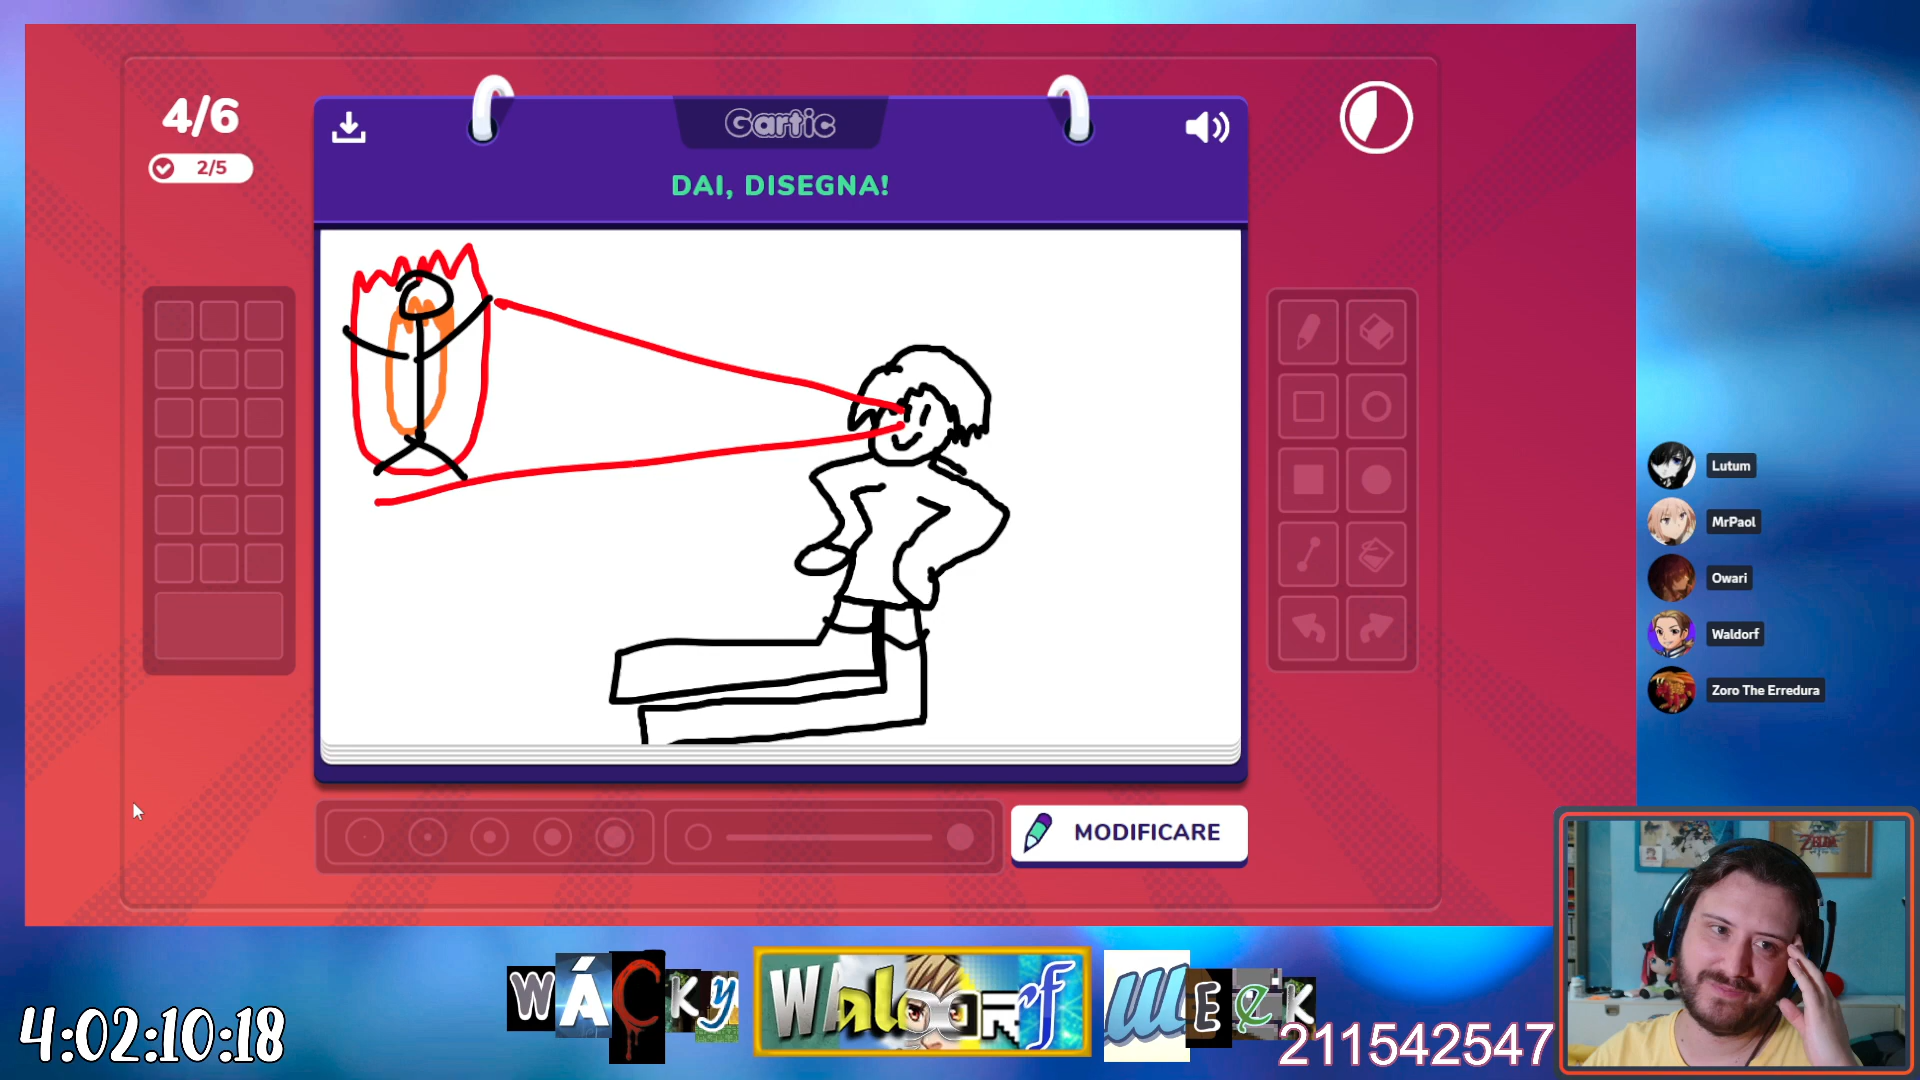 4/6
2/5
Gartic
DAI, DISEGNA!
MODIFICARE
Lutum
MrPaol
Owari
Waldorf
Zoro The Erredura
WÁCKy WALdoRf WEEK
4:02:10:18
211542547
ZELDA